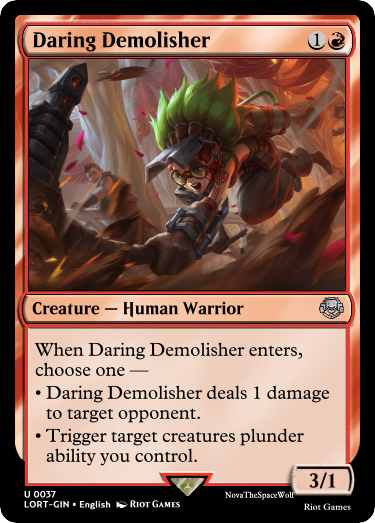 Daring Demolisher 1
Creature — Human Warrior
When Daring Demolisher enters,
choose one —
• Daring Demolisher deals 1 damage
to target opponent.
• Trigger target creatures plunder
ability you control.
3/1
U 0037
LORT-GIN • English Riot Games
NovaTheSpaceWolf
Riot Games